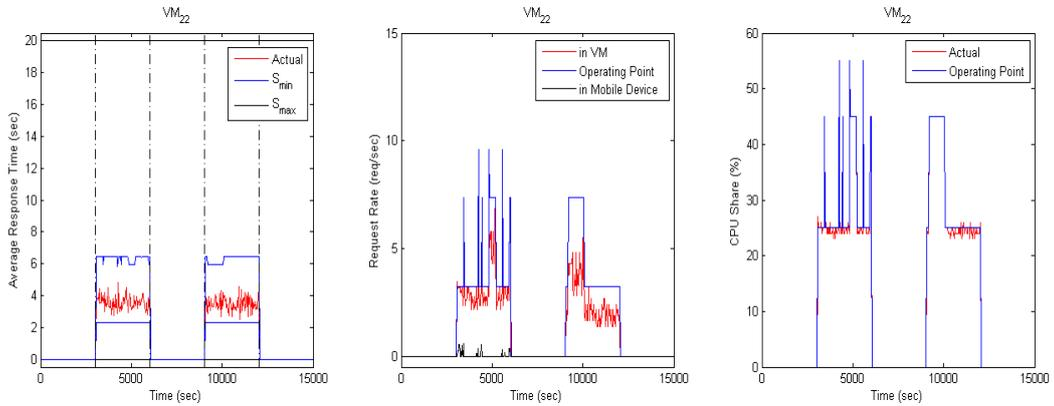 VM22
Average Response Time (sec)
20
18
16
14
12
10
8
6
4
2
0
Actual
Smin
Smax
0
5000
10000
15000
Time (sec)
VM22
Request Rate (req/sec)
15
10
5
0
in VM
Operating Point
in Mobile Device
0
5000
10000
15000
Time (sec)
VM22
CPU Share (%)
60
50
40
30
20
10
0
Actual
Operating Point
0
5000
10000
15000
Time (sec)